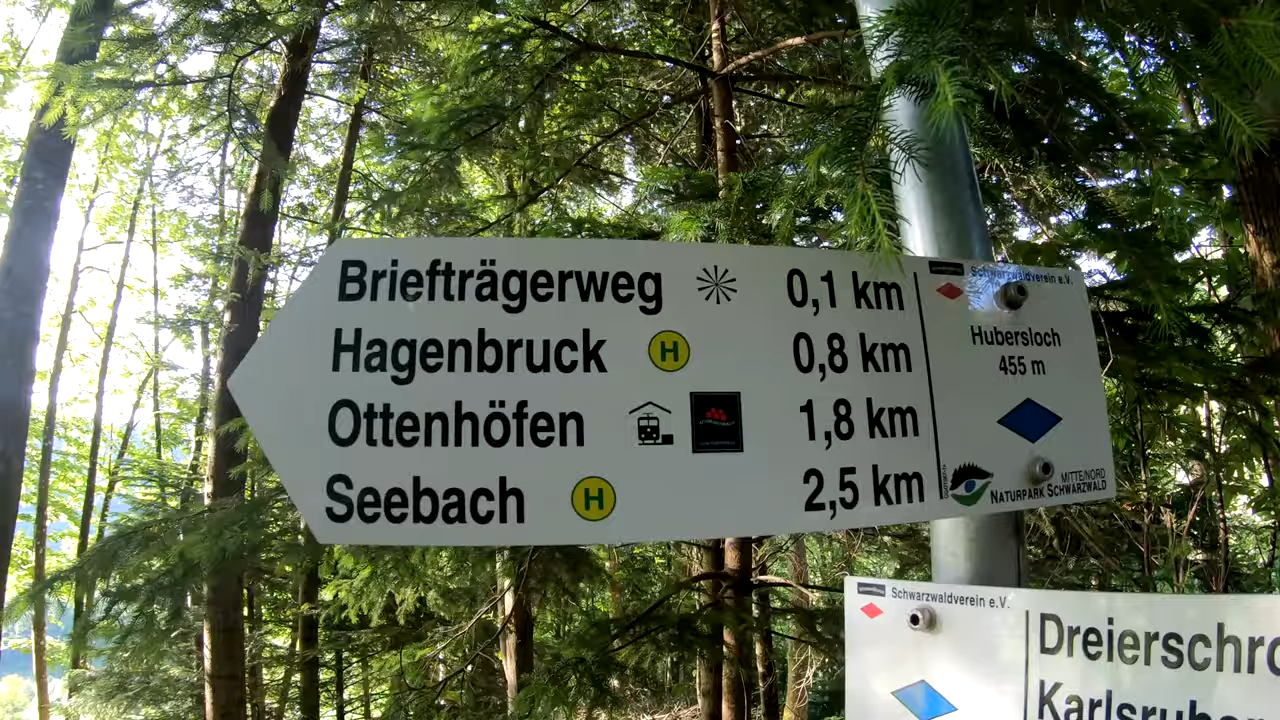 Briefträgerweg 0,1 km
Hagenbruck H 0,8 km
Ottenhöfen 1,8 km
Seebach H 2,5 km
Schwarzwaldverein e.V.
Hubersloch
455 m
MITTE/NORD
NATURPARK SCHWARZWALD
Schwarzwaldverein e.V.